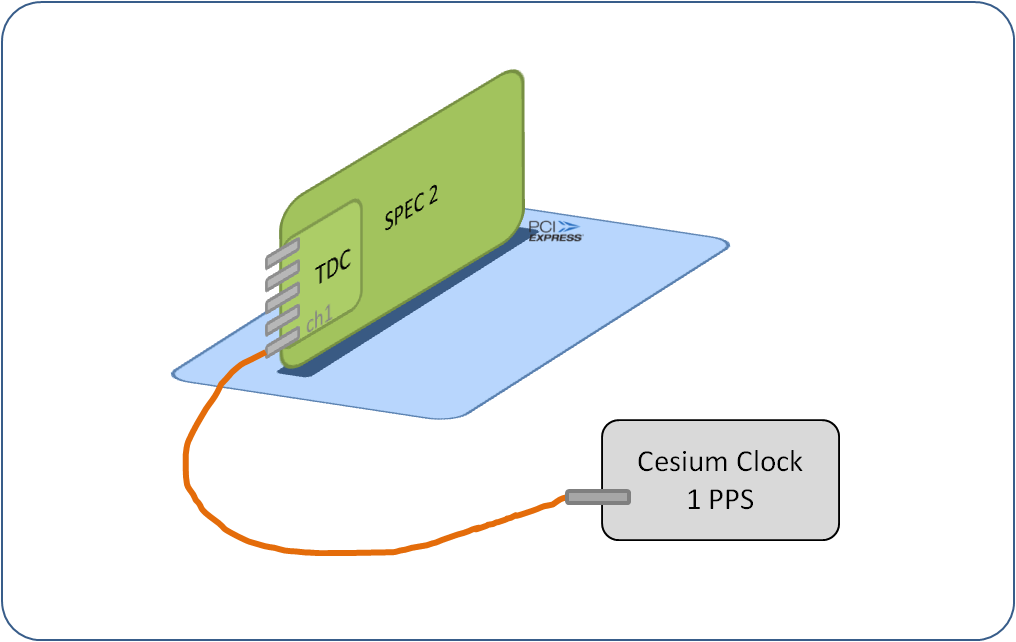 SPEC 2
PCI
EXPRESS
TDC
ch1
Cesium Clock
1 PPS